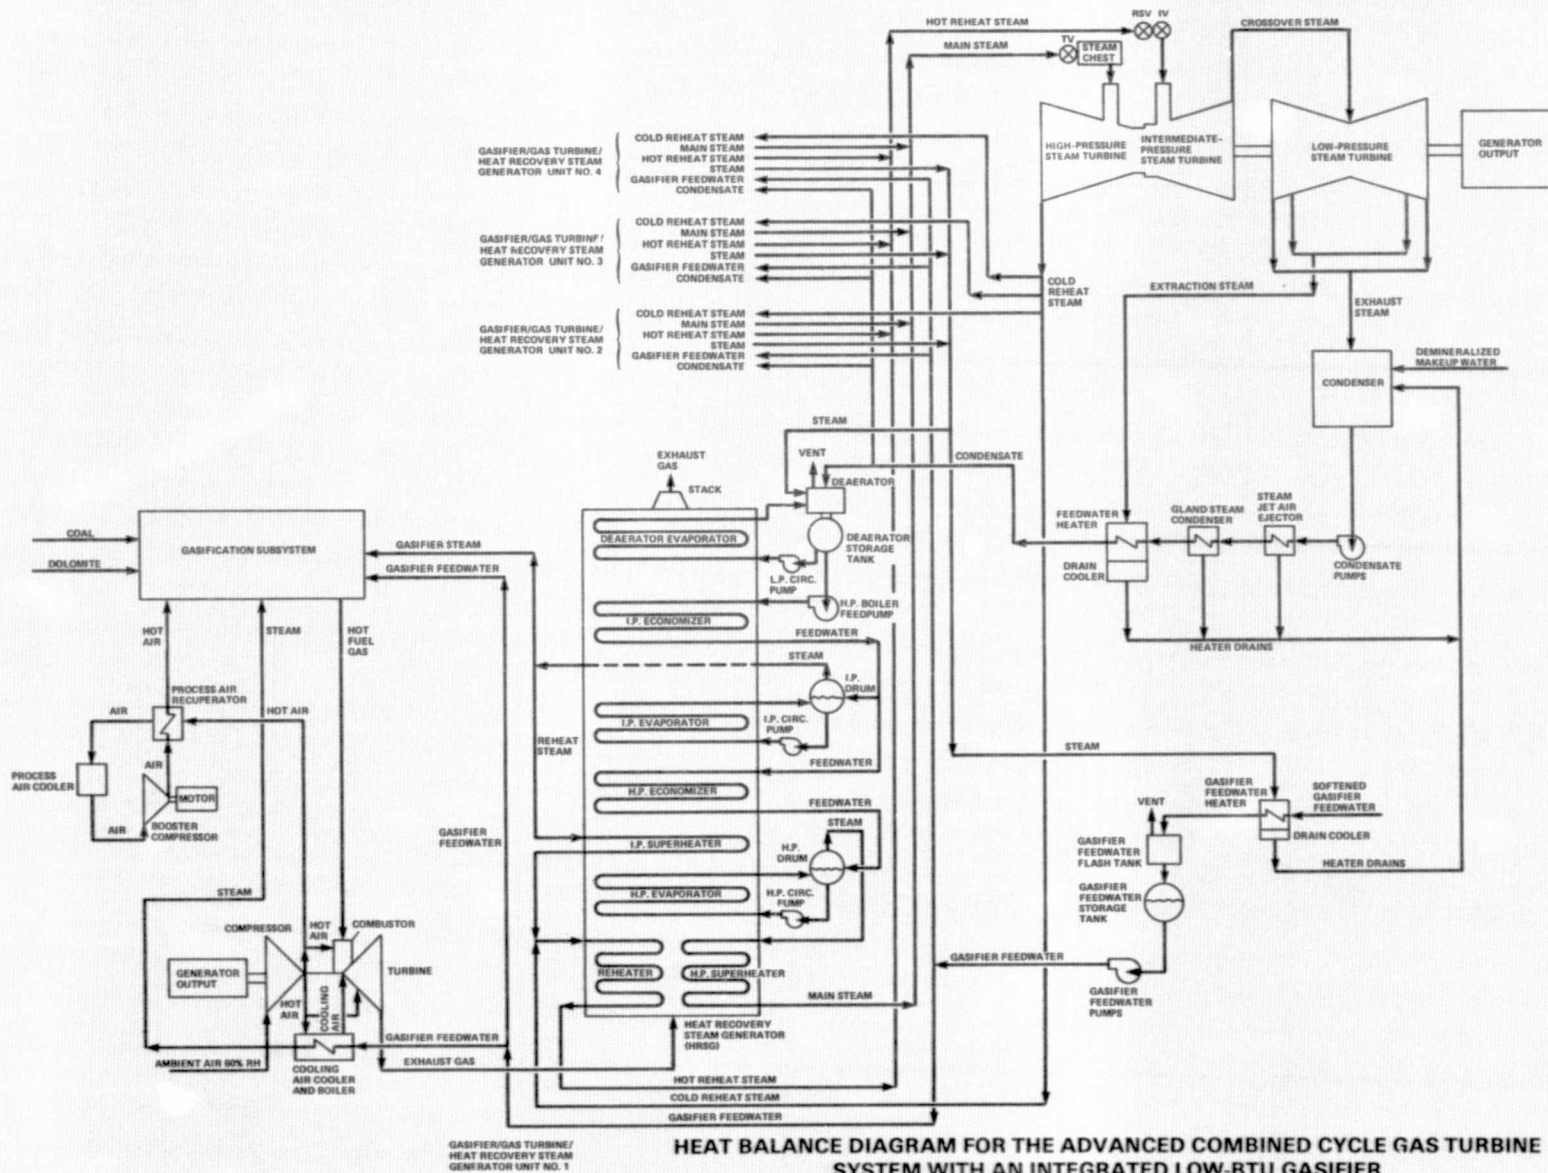 HOT REHEAT STEAM
RSV IV
CROSSOVER STEAM
MAIN STEAM
TV
STEAM
CHEST
HIGH-PRESSURE
STEAM TURBINE
INTERMEDIATE-
PRESSURE
STEAM TURBINE
LOW-PRESSURE
STEAM TURBINE
GENERATOR
OUTPUT
GASIFIER/GAS TURBINE/
HEAT RECOVERY STEAM
GENERATOR UNIT NO. 4
COLD REHEAT STEAM
MAIN STEAM
HOT REHEAT STEAM
STEAM
GASIFIER FEEDWATER
CONDENSATE
GASIFIER/GAS TURBINE/
HEAT RECOVERY STEAM
GENERATOR UNIT NO. 3
COLD REHEAT STEAM
MAIN STEAM
HOT REHEAT STEAM
STEAM
GASIFIER FEEDWATER
CONDENSATE
GASIFIER/GAS TURBINE/
HEAT RECOVERY STEAM
GENERATOR UNIT NO. 2
COLD REHEAT STEAM
MAIN STEAM
HOT REHEAT STEAM
STEAM
GASIFIER FEEDWATER
CONDENSATE
COLD
REHEAT
STEAM
EXTRACTION STEAM
EXHAUST
STEAM
CONDENSER
DEMINERALIZED
MAKEUP WATER
STEAM
VENT
CONDENSATE
DEAERATOR
EXHAUST
GAS
STACK
DEAERATOR EVAPORATOR
DEAERATOR
STORAGE
TANK
L.P. CIRC.
PUMP
H.P. BOILER
FEEDPUMP
FEEDWATER
HEATER
GLAND STEAM
CONDENSER
STEAM
JET AIR
EJECTOR
DRAIN
COOLER
CONDENSATE
PUMPS
HEATER DRAINS
COAL
DOLOMITE
GASIFICATION SUBSYSTEM
GASIFIER STEAM
GASIFIER FEEDWATER
HOT
AIR
STEAM
HOT
FUEL
GAS
I.P. ECONOMIZER
FEEDWATER
STEAM
I.P.
DRUM
I.P. EVAPORATOR
I.P. CIRC.
PUMP
REHEAT
STEAM
FEEDWATER
H.P. ECONOMIZER
FEEDWATER
STEAM
I.P. SUPERHEATER
H.P.
DRUM
H.P. EVAPORATOR
H.P. CIRC.
PUMP
REHEATER
H.P. SUPERHEATER
MAIN STEAM
HEAT RECOVERY
STEAM GENERATOR
(HRSG)
PROCESS AIR
RECUPERATOR
AIR
HOT AIR
AIR
PROCESS
AIR COOLER
MOTOR
AIR
BOOSTER
COMPRESSOR
GASIFIER
FEEDWATER
STEAM
COMPRESSOR
HOT
AIR
COMBUSTOR
GENERATOR
OUTPUT
TURBINE
HOT
AIR
COOLING
AIR
GASIFIER FEEDWATER
AMBIENT AIR 60% RH
COOLING
AIR COOLER
AND BOILER
EXHAUST GAS
STEAM
GASIFIER
FEEDWATER
HEATER
SOFTENED
GASIFIER
FEEDWATER
VENT
DRAIN COOLER
GASIFIER
FEEDWATER
FLASH TANK
HEATER DRAINS
GASIFIER
FEEDWATER
STORAGE
TANK
GASIFIER FEEDWATER
GASIFIER
FEEDWATER
PUMPS
HOT REHEAT STEAM
COLD REHEAT STEAM
GASIFIER FEEDWATER
GASIFIER/GAS TURBINE/
HEAT RECOVERY STEAM
GENERATOR UNIT NO. 1
HEAT BALANCE DIAGRAM FOR THE ADVANCED COMBINED CYCLE GAS TURBINE
SYSTEM WITH AN INTEGRATED LOW-BTU GASIFIER